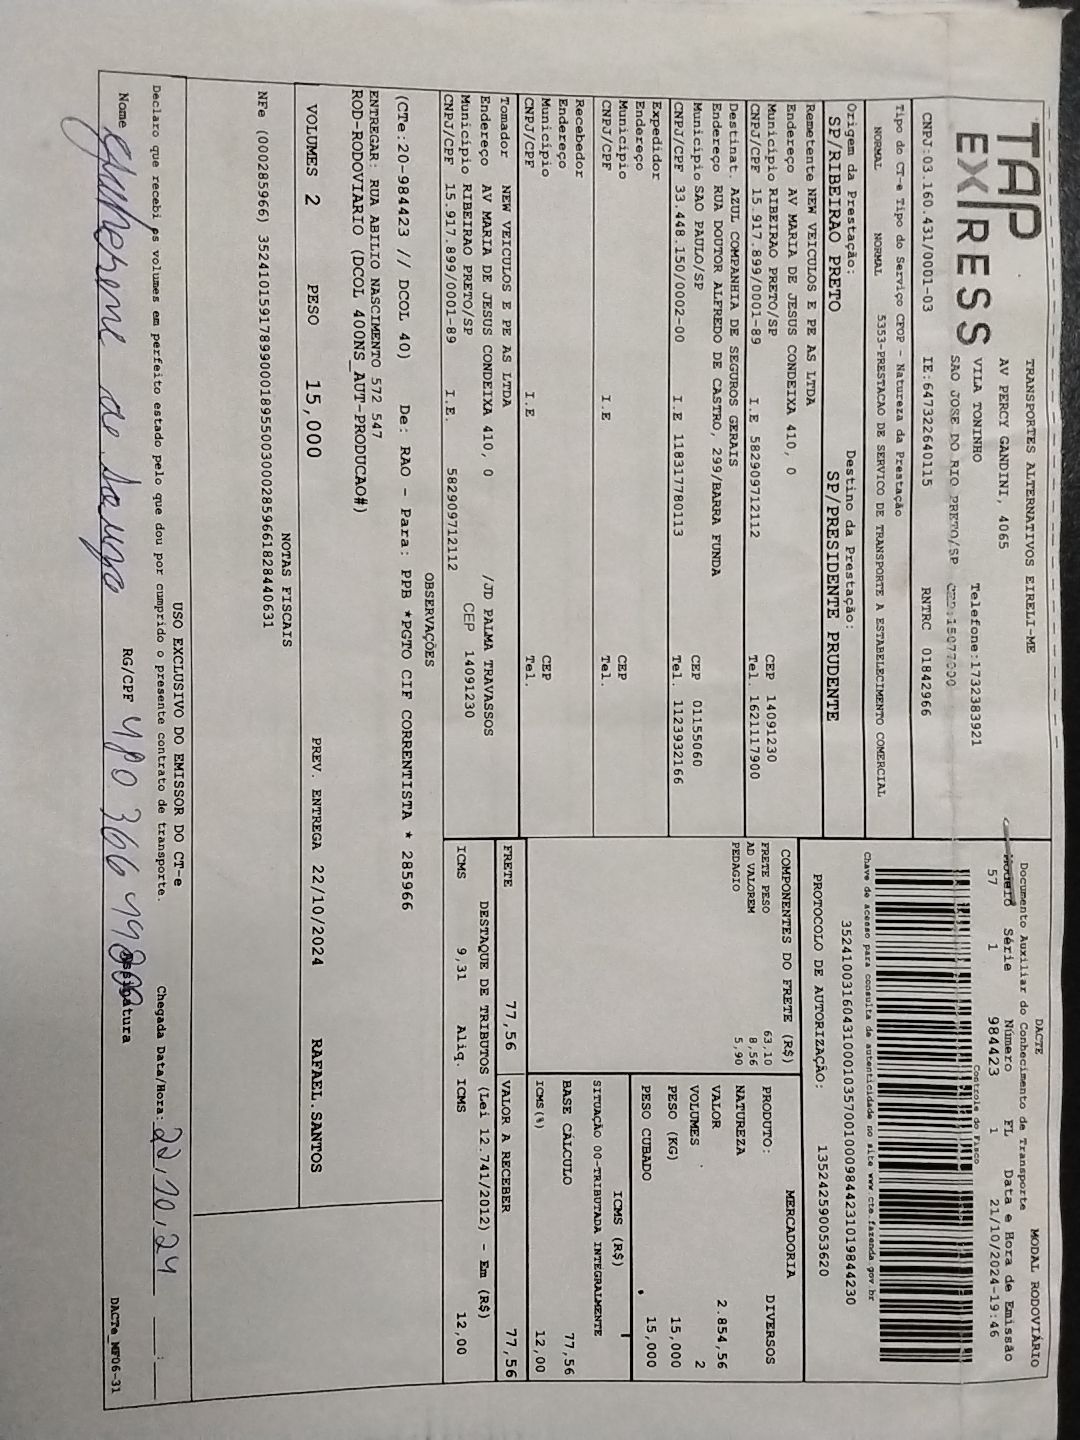 TAP EXPRESS
TRANSPORTES ALTERNATIVOS EIRELI-ME
AV PERCY GANDINI, 4065
VILA TONINHO Telefone:1732383921
SAO JOSE DO RIO PRETO/SP CEP:15077000
CNPJ:03.160.431/0001-03 IE:647322640115 RNTRC 01842966
DACTE MODAL RODOVIÁRIO
Documento Auxiliar do Conhecimento de Transporte
Modelo Série Número FL Data e Hora de Emissão
57 1 984423 1 21/10/2024-19:46
Controle do Fisco
Chave de acesso para consulta de autenticidade no site www.cte.fazenda.gov.br
35241003160431000103570010009844231019844230
PROTOCOLO DE AUTORIZAÇÃO: 135242590053620
Tipo do CT-e Tipo do Serviço CFOP - Natureza da Prestação
NORMAL NORMAL 5353-PRESTACAO DE SERVICO DE TRANSPORTE A ESTABELECIMENTO COMERCIAL
Origem da Prestação: Destino da Prestação:
SP/RIBEIRAO PRETO SP/PRESIDENTE PRUDENTE
Remetente NEW VEICULOS E PE AS LTDA
Endereço AV MARIA DE JESUS CONDEIXA 410, 0
Municipio RIBEIRAO PRETO/SP CEP 14091230
CNPJ/CPF 15.917.899/0001-89 I.E 582909712112 Tel. 1621117900
Destinat. AZUL COMPANHIA DE SEGUROS GERAIS
Endereço RUA DOUTOR ALFREDO DE CASTRO, 299/BARRA FUNDA
Municipio SAO PAULO/SP CEP 01155060
CNPJ/CPF 33.448.150/0002-00 I.E 118317780113 Tel. 1123932166
Expedidor
Endereço
Municipio CEP
CNPJ/CPF I.E Tel.
Recebedor
Endereço
Municipio CEP
CNPJ/CPF I.E Tel.
Tomador NEW VEICULOS E PE AS LTDA
Endereço AV MARIA DE JESUS CONDEIXA 410, 0 /JD PALMA TRAVASSOS
Municipio RIBEIRAO PRETO/SP CEP 14091230
CNPJ/CPF 15.917.899/0001-89 I.E. 582909712112
COMPONENTES DO FRETE (R$)
FRETE PESO 63,10
AD VALOREM 8,56
PEDAGIO 5,90
MERCADORIA
PRODUTO: DIVERSOS
NATUREZA
VALOR 2.854,56
VOLUMES 2
PESO (KG) 15,000
PESO CUBADO 15,000
ICMS (R$)
SITUAÇÃO 00-TRIBUTADA INTEGRALMENTE
BASE CÁLCULO 77,56
ICMS(%) 12,00
FRETE 77,56 VALOR A RECEBER 77,56
DESTAQUE DE TRIBUTOS (Lei 12.741/2012) - Em (R$)
ICMS 9,31 Aliq. ICMS 12,00
OBSERVAÇÕES
(CTe:20-984423 // DCOL 40) De: RAO - Para: PPB *PGTO CIF CORRENTISTA * 285966
ENTREGAR: RUA ABILIO NASCIMENTO 572 547
ROD-RODOVIARIO (DCOL 400NS_AUT-PRODUCAO#)
VOLUMES 2 PESO 15,000 PREV. ENTREGA 22/10/2024 RAFAEL.SANTOS
NOTAS FISCAIS
NFe (000285966) 35241015917899000189550030002859661828440631
USO EXCLUSIVO DO EMISSOR DO CT-e
Declaro que recebi os volumes em perfeito estado pelo que dou por cumprido o presente contrato de transporte. Chegada Data/Hora: 22/10/24 :
Nome de RG/CPF Assinatura
DACTe_MF06-31